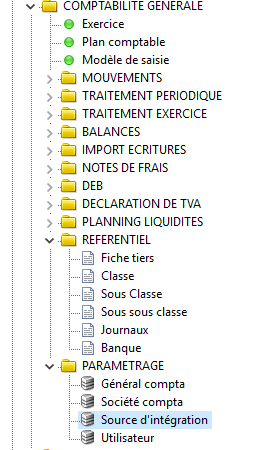 COMPTABILITE GENERALE
Exercice
Plan comptable
Modèle de saisie
MOUVEMENTS
TRAITEMENT PERIODIQUE
TRAITEMENT EXERCICE
BALANCES
IMPORT ECRITURES
NOTES DE FRAIS
DEB
DECLARATION DE TVA
PLANNING LIQUIDITES
REFERENTIEL
Fiche tiers
Classe
Sous Classe
Sous sous classe
Journaux
Banque
PARAMETRAGE
Général compta
Société compta
Source d'intégration
Utilisateur